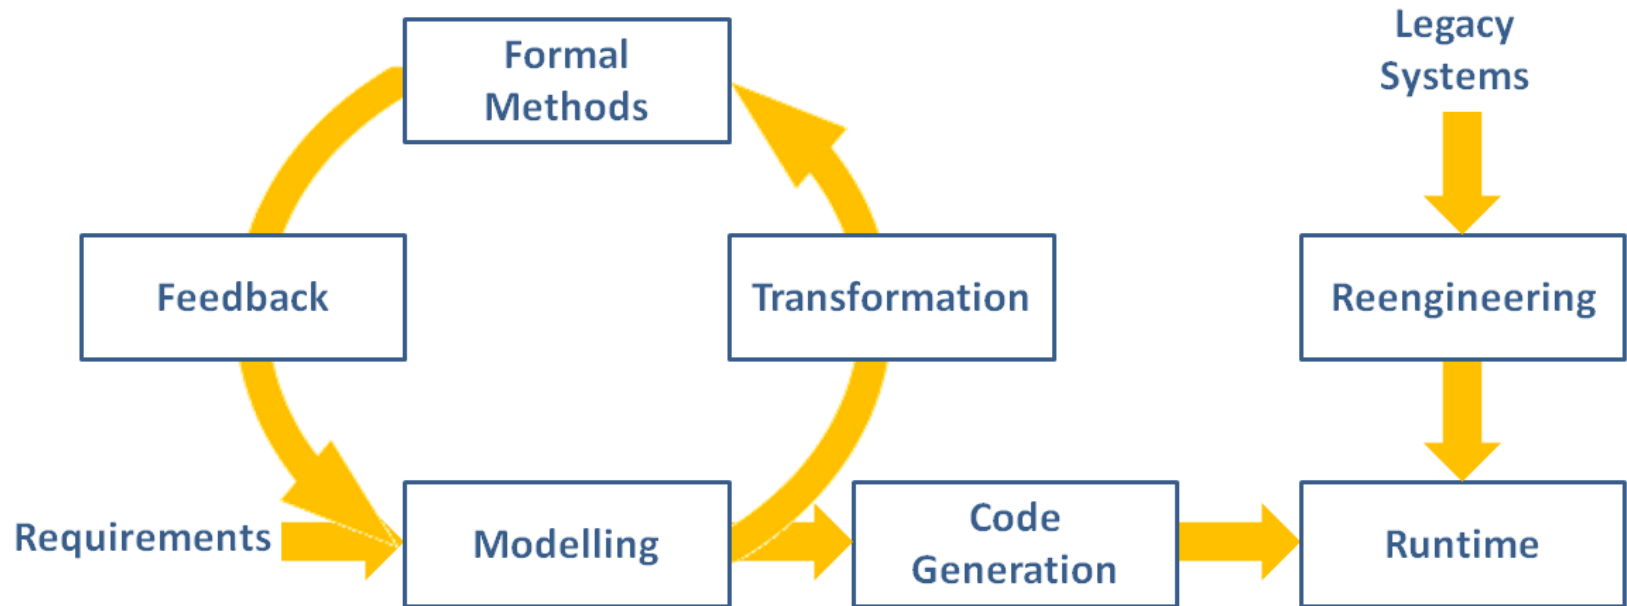 Formal
Methods
Legacy
Systems
Feedback
Transformation
Reengineering
Requirements
Modelling
Code
Generation
Runtime